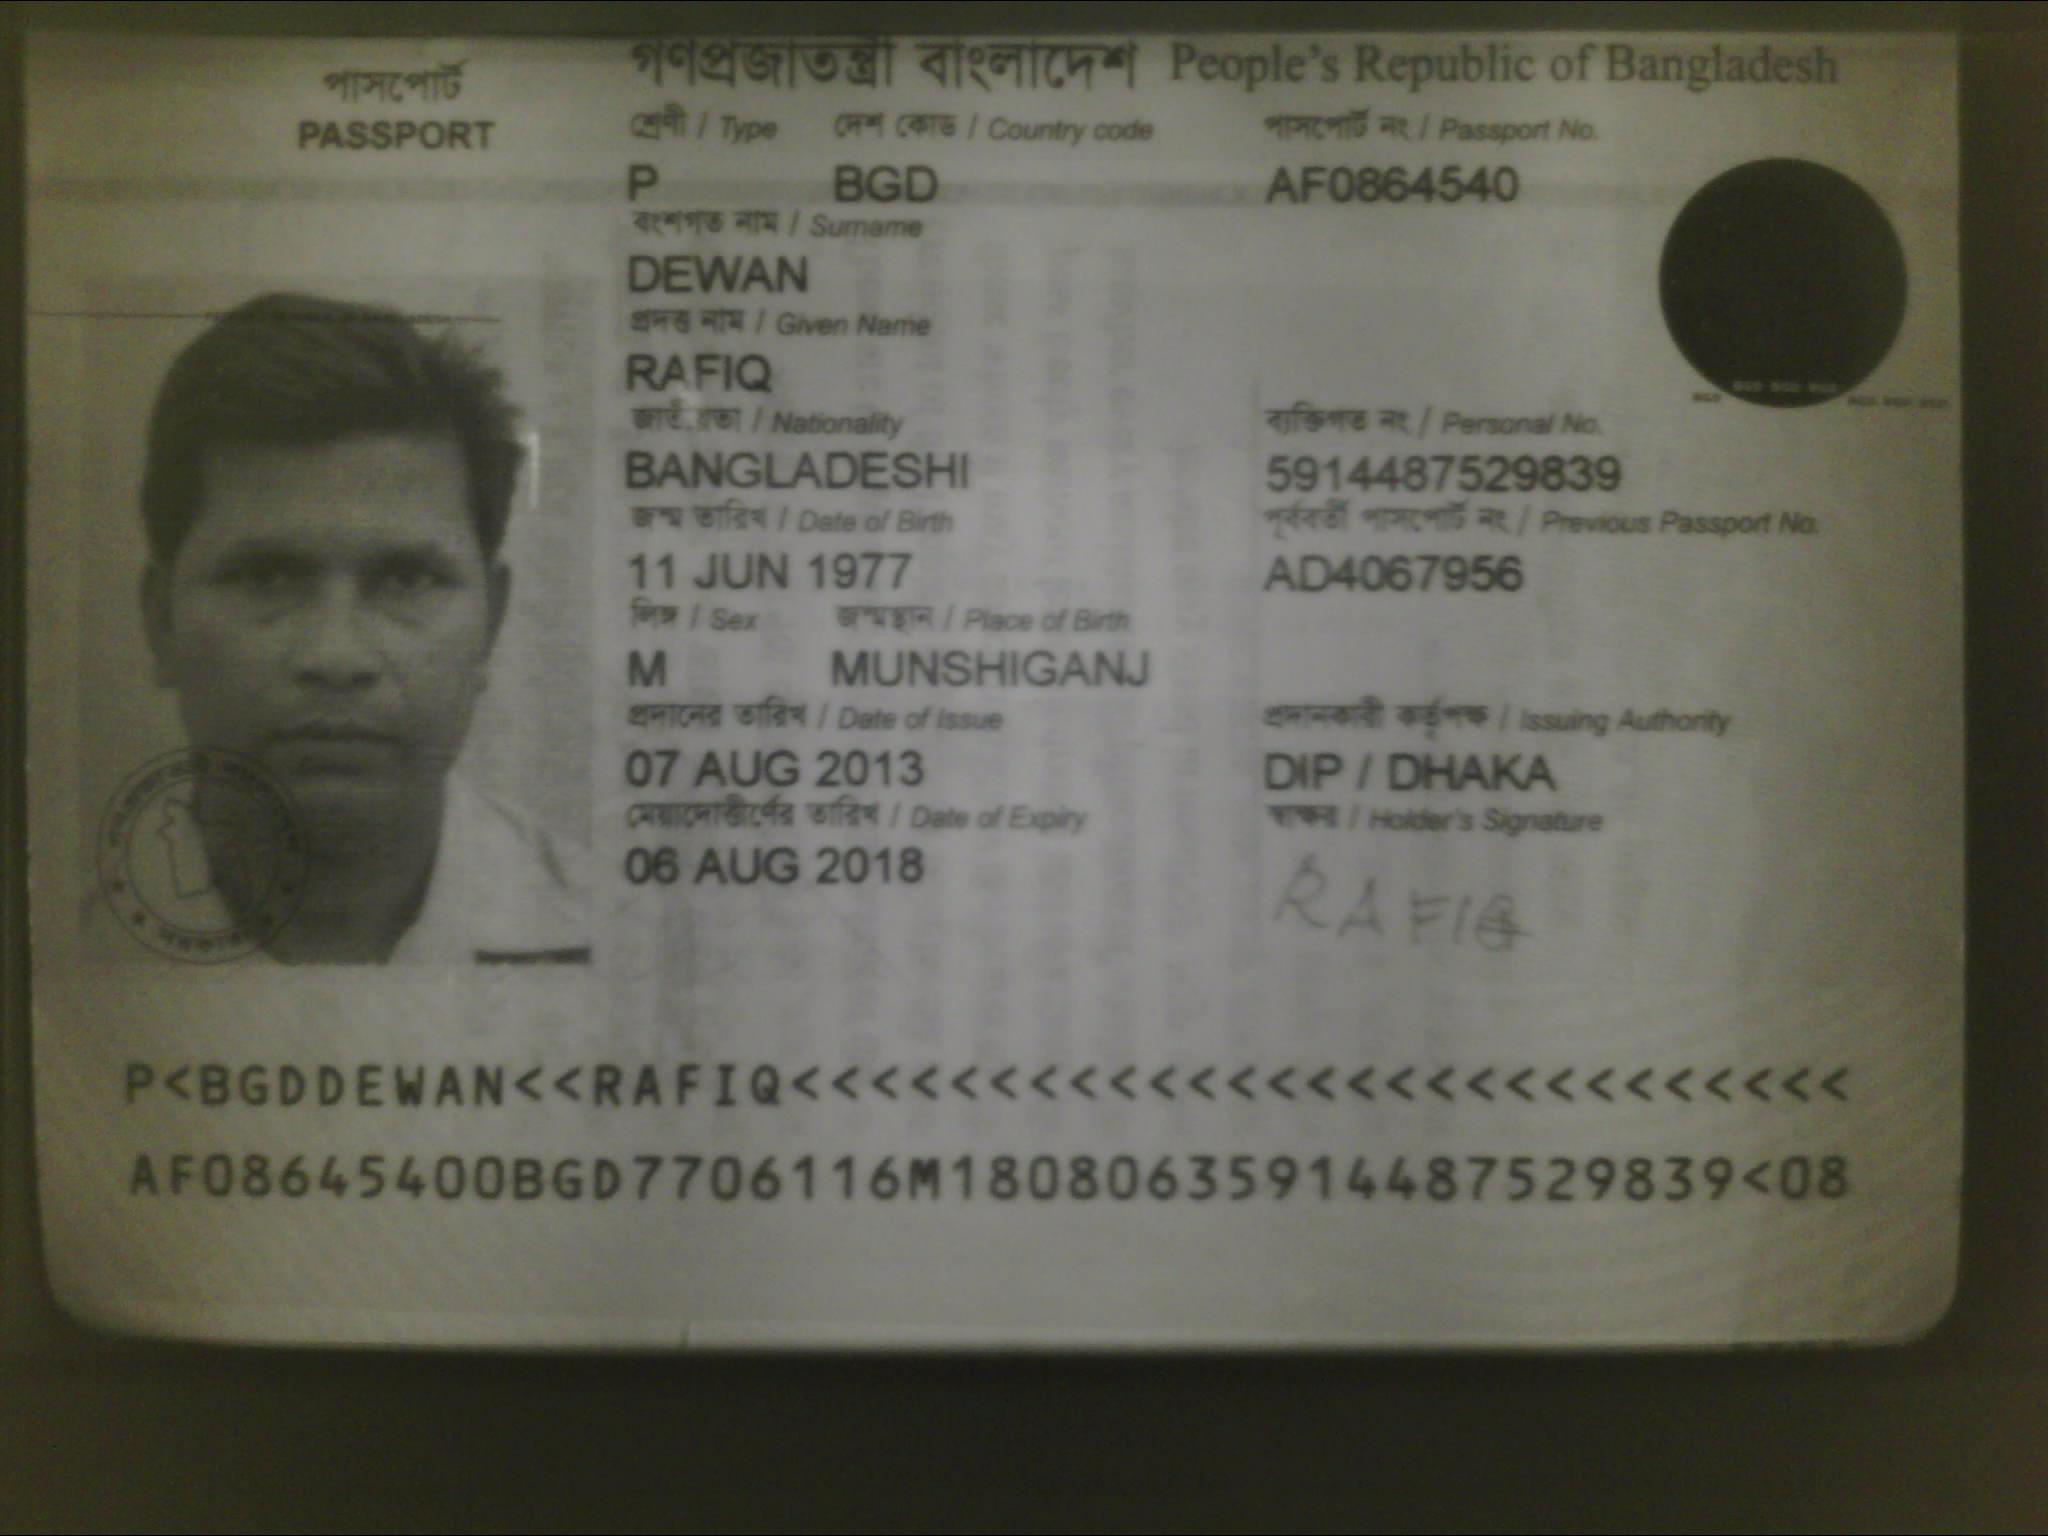 পাসপোর্ট
PASSPORT
গণপ্রজাতন্ত্রী বাংলাদেশ People's Republic of Bangladesh
শ্রেণী / Type দেশ কোড / Country code পাসপোর্ট নং / Passport No.
P BGD AF0864540
বংশগত নাম / Surname
DEWAN
প্রদত্ত নাম / Given Name
RAFIQ
জাতীয়তা / Nationality ব্যক্তিগত নং / Personal No.
BANGLADESHI 5914487529839
জন্ম তারিখ / Date of Birth পূর্ববর্তী পাসপোর্ট নং / Previous Passport No.
11 JUN 1977 AD4067956
লিঙ্গ / Sex জন্মস্থান / Place of Birth
M MUNSHIGANJ
প্রদানের তারিখ / Date of Issue প্রদানকারী কর্তৃপক্ষ / Issuing Authority
07 AUG 2013 DIP / DHAKA
মেয়াদোত্তীর্ণের তারিখ / Date of Expiry স্বাক্ষর / Holder's Signature
06 AUG 2018
RAFIQ
P<BGDDEWAN<<RAFIQ<<<<<<<<<<<<<<<<<<<<<<<<<<<
AF08645400BGD7706116M18080635914487529839<08